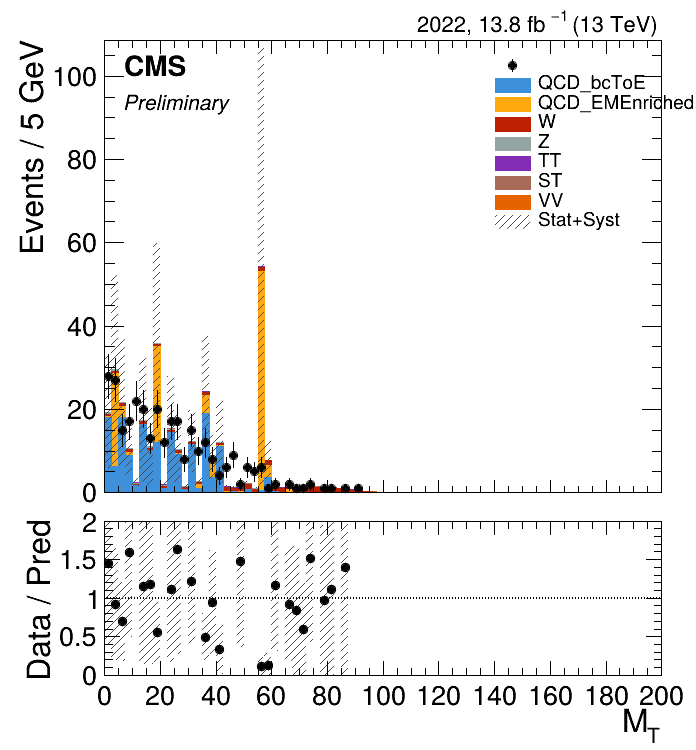 2022, 13.8 fb⁻¹ (13 TeV)
CMS
Preliminary
QCD_bcToE
QCD_EMEnriched
W
Z
TT
ST
VV
Stat+Syst
Events / 5 GeV
100
80
60
40
20
0
Data / Pred
2
1.5
1
0.5
0
0 20 40 60 80 100 120 140 160 180 200
M_T